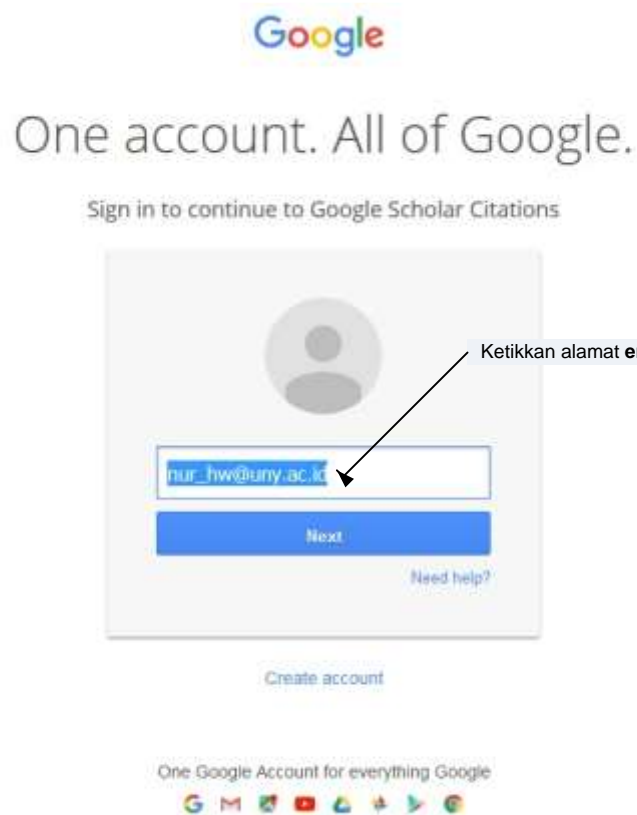 Google
One account. All of Google.
Sign in to continue to Google Scholar Citations
Ketikkan alamat
nur_hw@uny.ac.id
Next
Need help?
Create account
One Google Account for everything Google